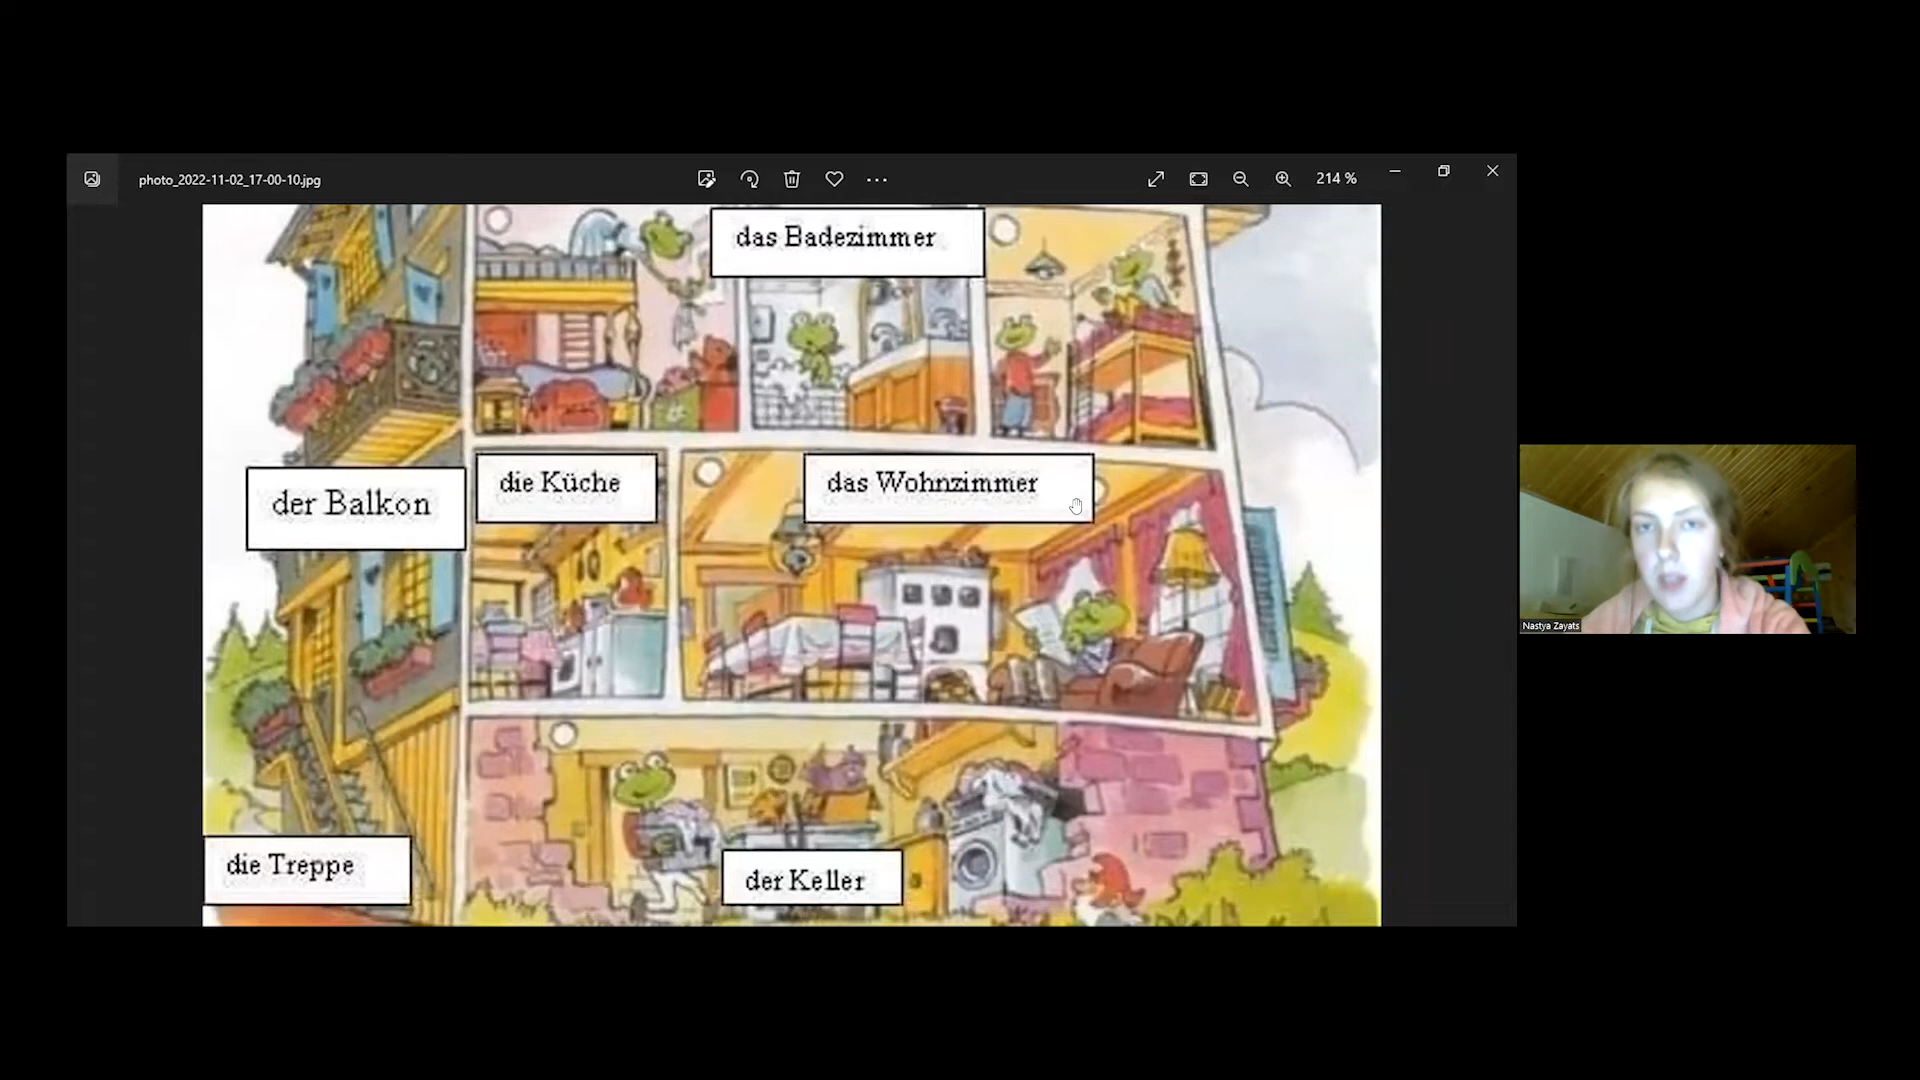 photo_2022-11-02_17-00-10.jpg
214 %
das Badezimmer
der Balkon
die Küche
das Wohnzimmer
Nastya Zayats
die Treppe
der Keller